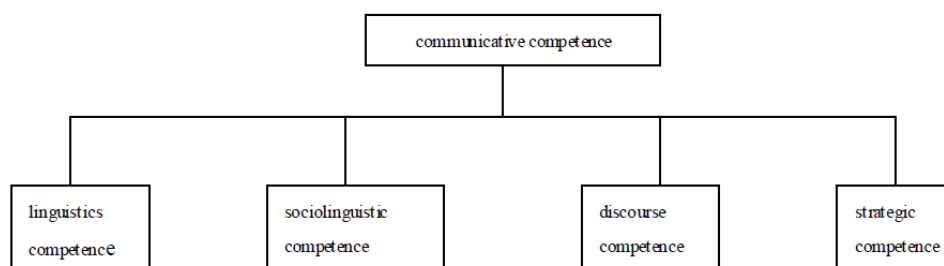 communicative competence
linguistics
competence
sociolinguistic
competence
discourse
competence
strategic
competence